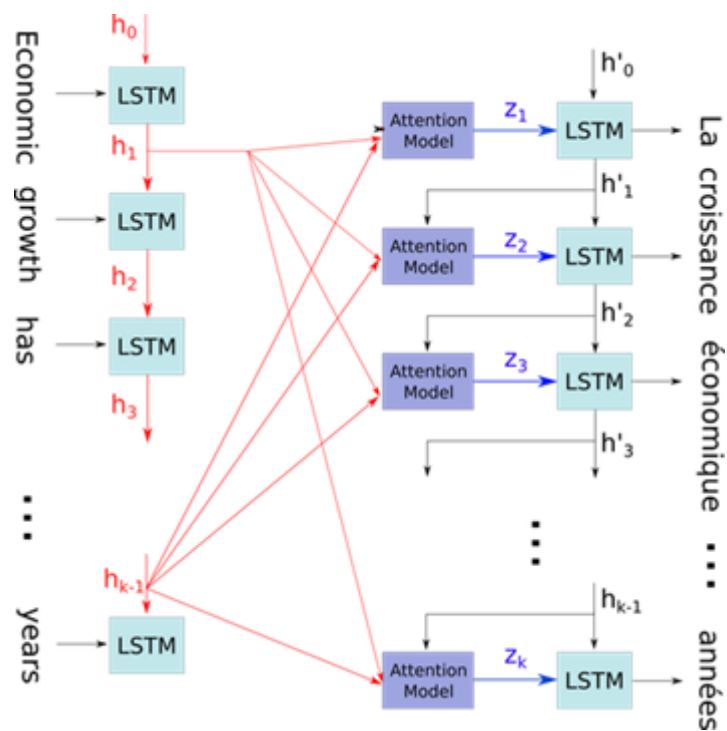 Economic growth has ... years
h₀
LSTM
h₁
LSTM
h₂
LSTM
h₃
hₖ₋₁
LSTM
h'₀
Attention Model
z₁
LSTM
h'₁
Attention Model
z₂
LSTM
h'₂
Attention Model
z₃
LSTM
h'₃
...
hₖ₋₁
Attention Model
zₖ
LSTM
La croissance économique ... années